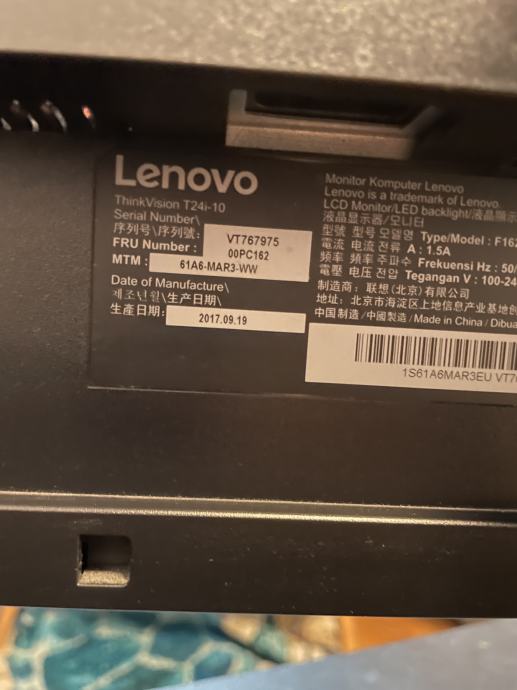 Lenovo
ThinkVision T24i-10
Serial Number\
序列号\序列號: VT767975
FRU Number : 00PC162
MTM : 61A6-MAR3-WW
Date of Manufacture\
제조년월\生产日期\
生產日期: 2017.09.19
Monitor Komputer Lenovo
Lenovo is a trademark of Lenovo.
LCD Monitor/LED backlight/液晶顯示
液晶显示器/모니터
型號 型号 모델명 Type/Model : F162
電流 电流 전류 A : 1.5A
頻率 频率 주파수 Frekuensi Hz : 50/
電壓 电压 전압 Tegangan V : 100-24
制造商: 联想(北京)有限公司
地址: 北京市海淀区上地信息产业基地创
中国制造/中國製造/Made in China/Dibua
1S61A6MAR3EU VT76